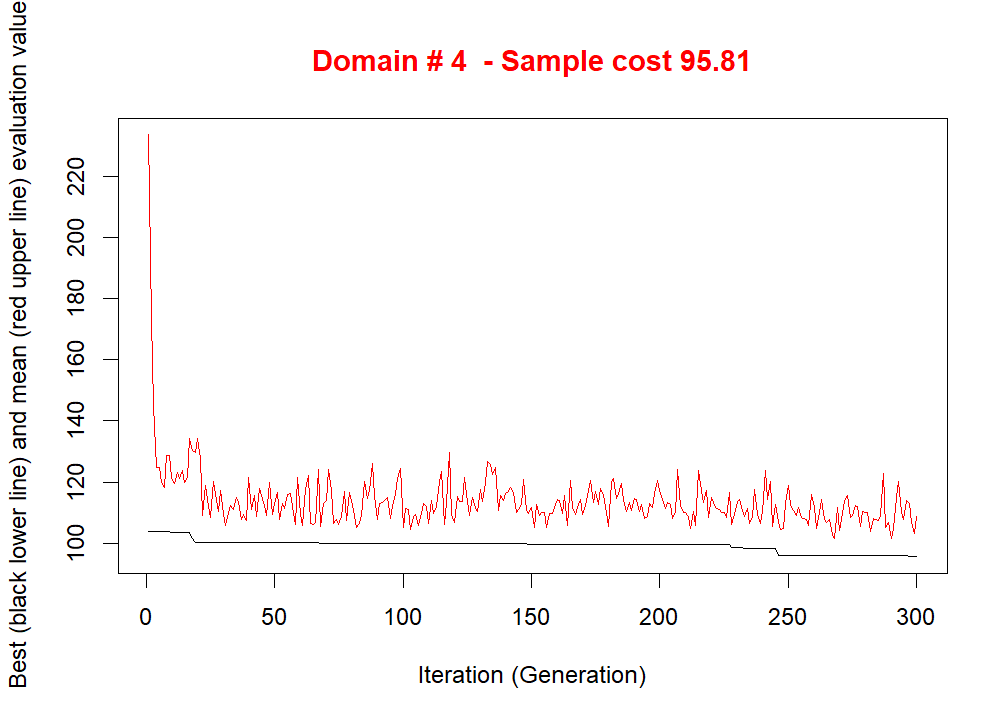 Domain # 4  - Sample cost 95.81
Best (black lower line) and mean (red upper line) evaluation value
220
200
180
160
140
120
100
0 50 100 150 200 250 300
Iteration (Generation)